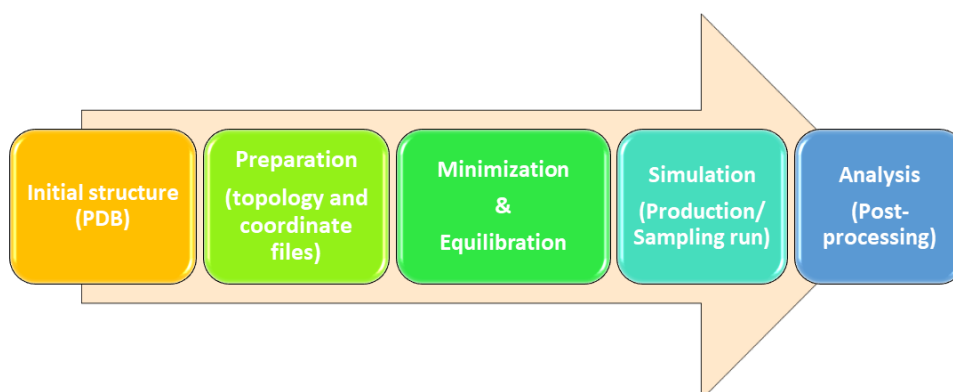 Initial structure
(PDB)
Preparation
(topology and
coordinate
files)
Minimization
&
Equilibration
Simulation
(Production/
Sampling run)
Analysis
(Post-
processing)